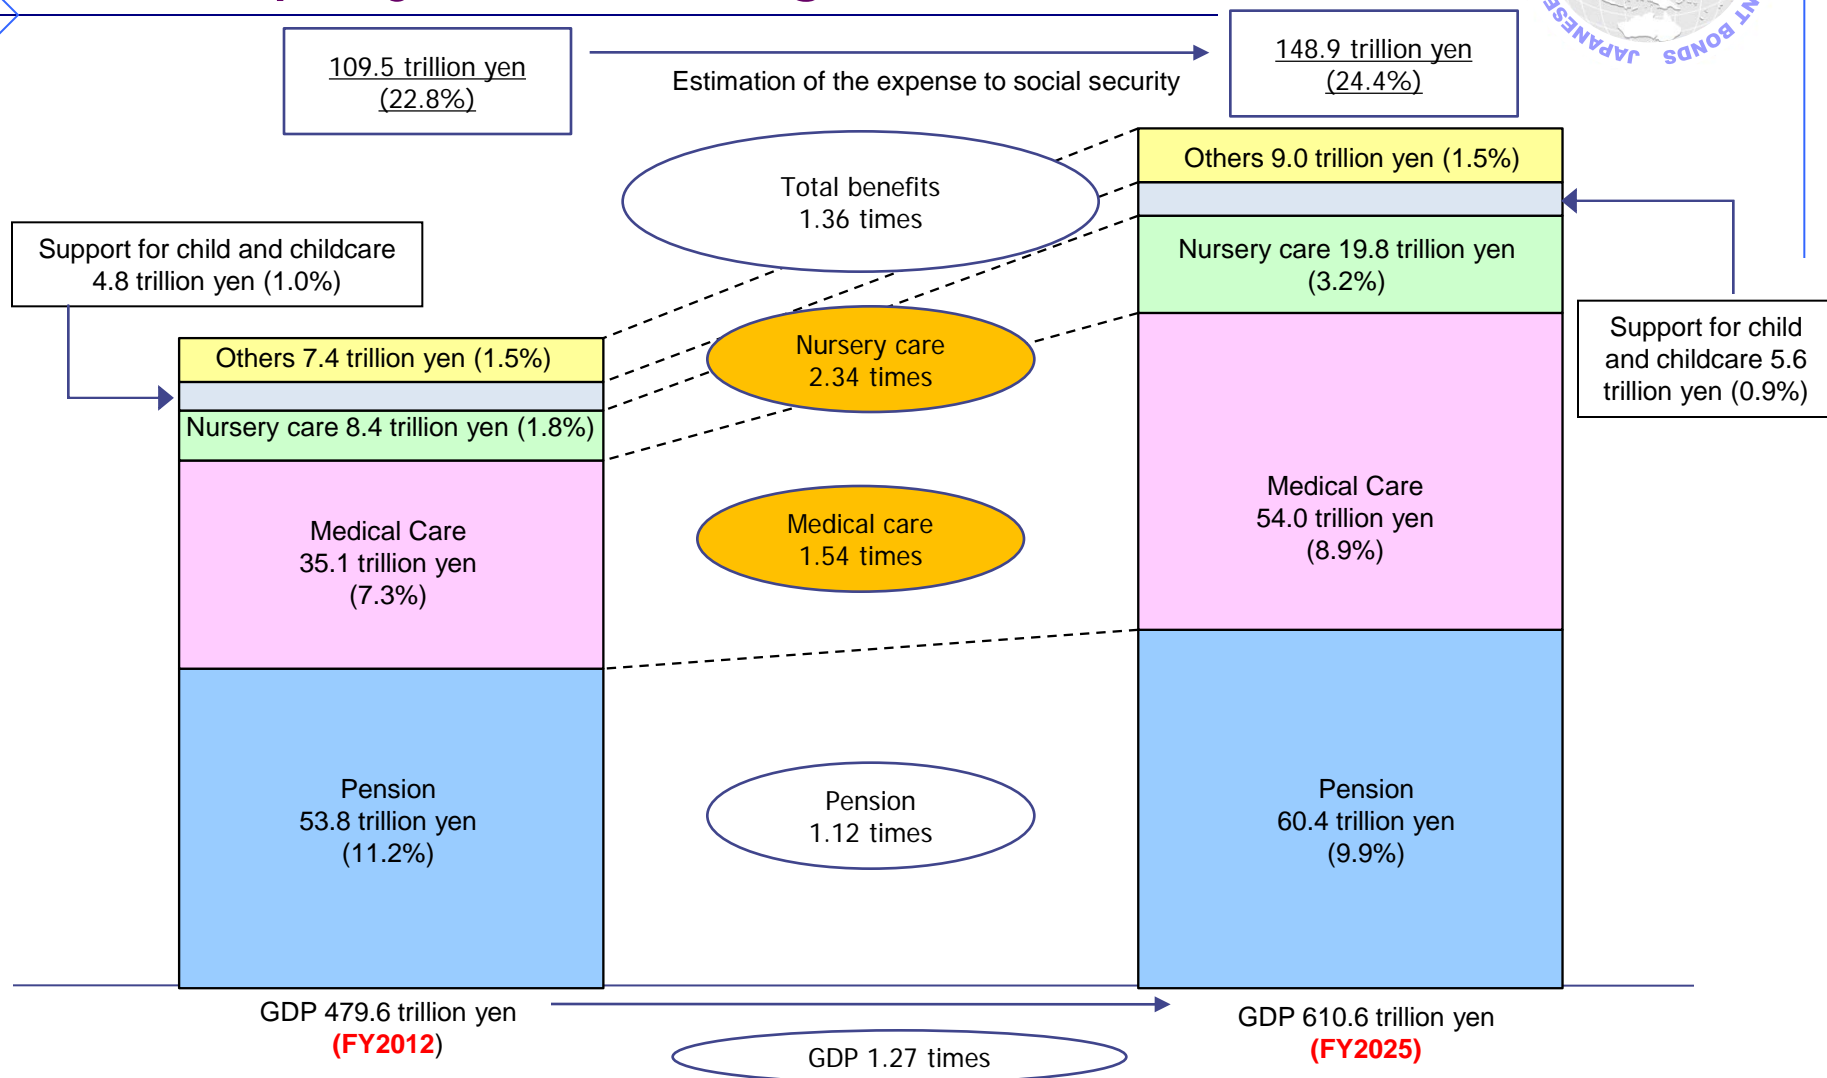 109.5 trillion yen
(22.8%)
Estimation of the expense to social security
148.9 trillion yen
(24.4%)
NT BONDS
JAPANESE
Total benefits
1.36 times
Others 9.0 trillion yen (1.5%)
Support for child and childcare
4.8 trillion yen (1.0%)
Nursery care 19.8 trillion yen
(3.2%)
Support for child
and childcare 5.6
trillion yen (0.9%)
Others 7.4 trillion yen (1.5%)
Nursery care
2.34 times
Nursery care 8.4 trillion yen (1.8%)
Medical Care
35.1 trillion yen
(7.3%)
Medical care
1.54 times
Medical Care
54.0 trillion yen
(8.9%)
Pension
53.8 trillion yen
(11.2%)
Pension
1.12 times
Pension
60.4 trillion yen
(9.9%)
GDP 479.6 trillion yen
(FY2012)
GDP 1.27 times
GDP 610.6 trillion yen
(FY2025)